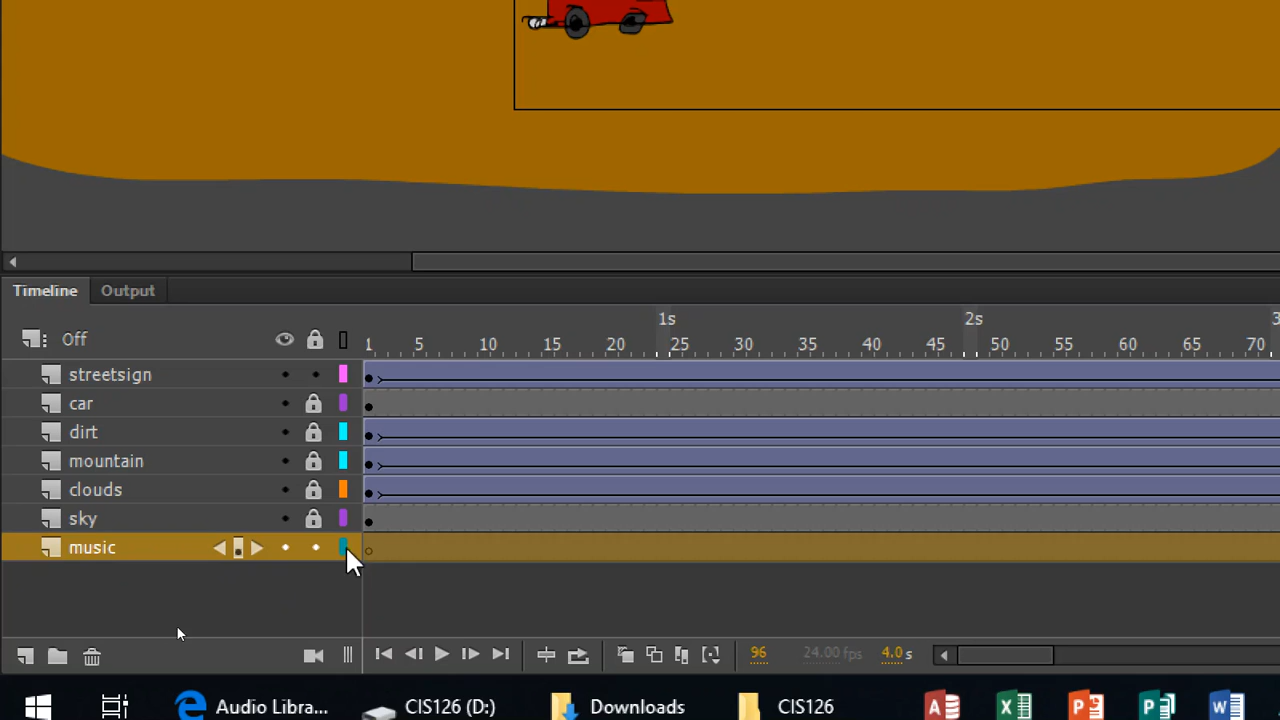 Timeline Output
1s 2s 3
Off 1 5 10 15 20 25 30 35 40 45 50 55 60 65 70
streetsign
car
dirt
mountain
clouds
sky
music
96 24.00 fps 4.0 s
Audio Libra... CIS126 (D:) Downloads CIS126 A X P P W